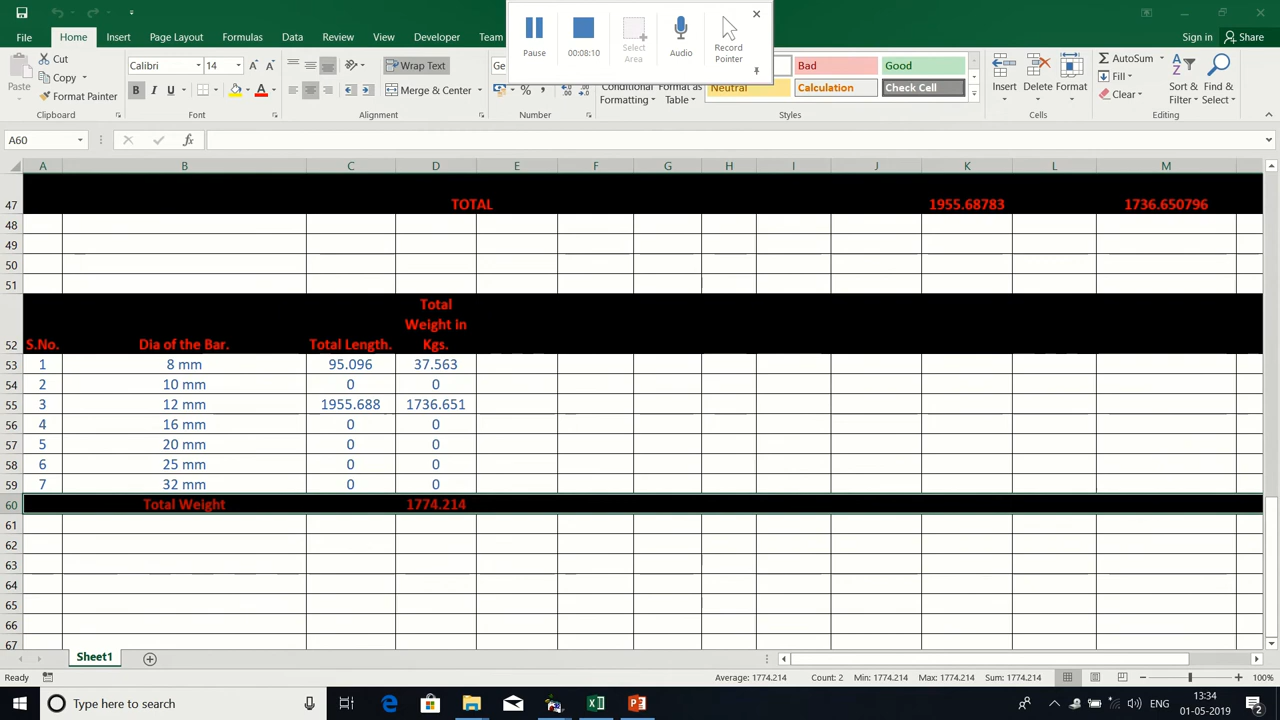 Pause
00:08:10
Select Area
Audio
Record Pointer
File Home Insert Page Layout Formulas Data Review View Developer Team
Sign in Share
Paste
Cut
Copy
Format Painter
Clipboard
Calibri 14
B I U
Font
Wrap Text
Merge & Center
Alignment
Number
Conditional Formatting
Format as Table
Bad Good
Neutral Calculation Check Cell
Styles
Insert Delete Format
Cells
AutoSum
Fill
Clear
Sort & Filter
Find & Select
Editing
A60 fx
A B C D E F G H I J K L M
47 TOTAL 1955.68783 1736.650796
48
49
50
51
52 S.No. Dia of the Bar. Total Length. Total Weight in Kgs.
53 1 8 mm 95.096 37.563
54 2 10 mm 0 0
55 3 12 mm 1955.688 1736.651
56 4 16 mm 0 0
57 5 20 mm 0 0
58 6 25 mm 0 0
59 7 32 mm 0 0
60 Total Weight 1774.214
61
62
63
64
65
66
67
Sheet1
Ready
Average: 1774.214 Count: 2 Min: 1774.214 Max: 1774.214 Sum: 1774.214
100%
Type here to search
ENG
13:34
01-05-2019
2